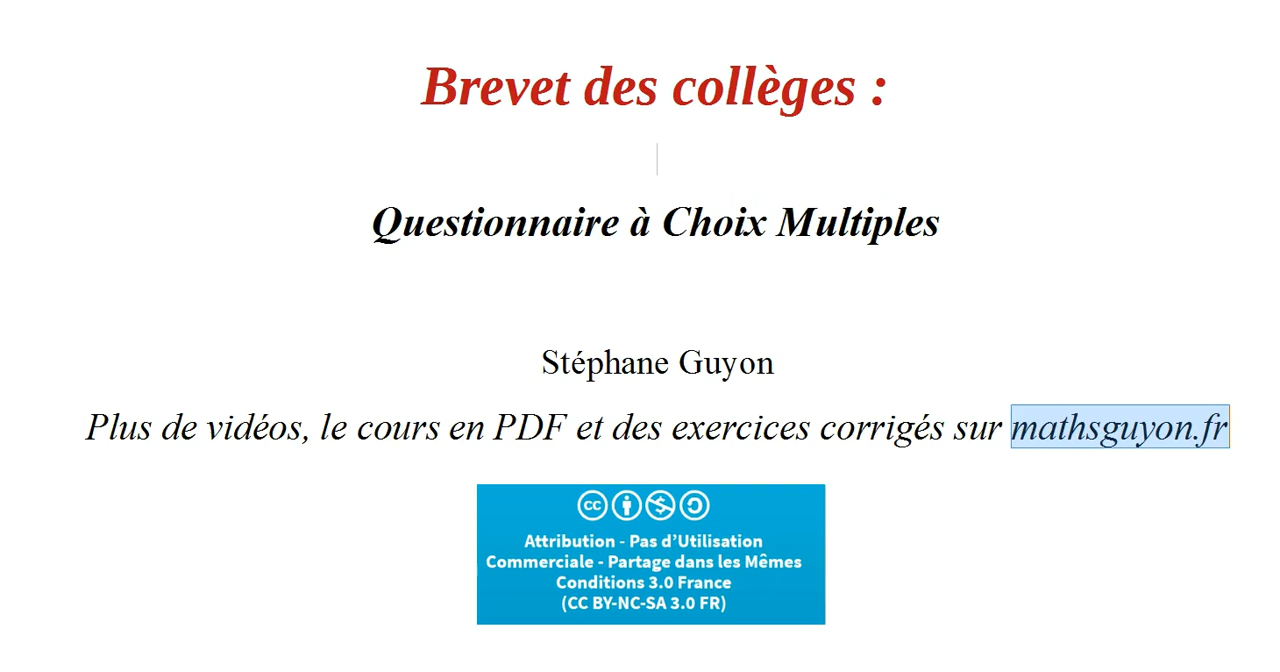 Brevet des collèges :
Questionnaire à Choix Multiples
Stéphane Guyon
Plus de vidéos, le cours en PDF et des exercices corrigés sur mathsguyon.fr
cc
Attribution - Pas d’Utilisation
Commerciale - Partage dans les Mêmes
Conditions 3.0 France
(CC BY-NC-SA 3.0 FR)